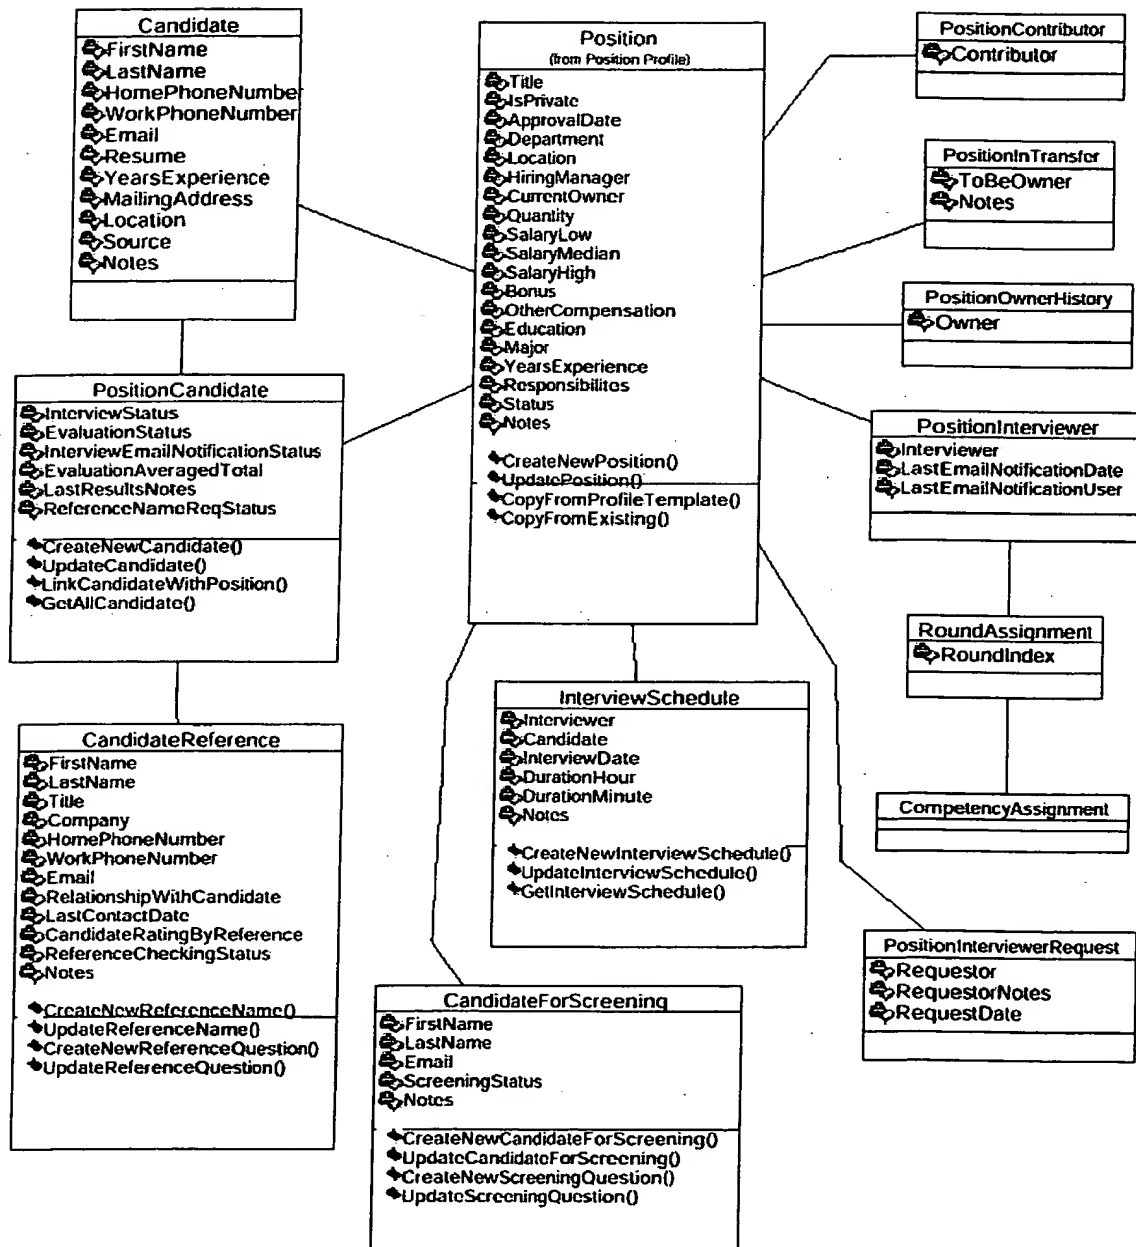 Candidate
FirstName
LastName
HomePhoneNumber
WorkPhoneNumber
Email
Resume
YearsExperience
MailingAddress
Location
Source
Notes
Position
(from Position Profile)
Title
IsPrivate
ApprovalDate
Department
Location
HiringManager
CurrentOwner
Quantity
SalaryLow
SalaryMedian
SalaryHigh
Bonus
OtherCompensation
Education
Major
YearsExperience
Responsibilites
Status
Notes
CreateNewPosition()
UpdatePosition()
CopyFromProfileTemplate()
CopyFromExisting()
PositionContributor
Contributor
PositionInTransfer
ToBeOwner
Notes
PositionOwnerHistory
Owner
PositionInterviewer
Interviewer
LastEmailNotificationDate
LastEmailNotificationUser
RoundAssignment
RoundIndex
CompetencyAssignment
PositionInterviewerRequest
Requestor
RequestorNotes
RequestDate
PositionCandidate
InterviewStatus
EvaluationStatus
InterviewEmailNotificationStatus
EvaluationAveragedTotal
LastResultsNotes
ReferenceNameReqStatus
CreateNewCandidate()
UpdateCandidate()
LinkCandidateWithPosition()
GetAllCandidate()
CandidateReference
FirstName
LastName
Title
Company
HomePhoneNumber
WorkPhoneNumber
Email
RelationshipWithCandidate
LastContactDate
CandidateRatingByReference
ReferenceCheckingStatus
Notes
CreateNewReferenceName()
UpdateReferenceName()
CreateNewReferenceQuestion()
UpdateReferenceQuestion()
InterviewSchedule
Interviewer
Candidate
InterviewDate
DurationHour
DurationMinute
Notes
CreateNewInterviewSchedule()
UpdateInterviewSchedule()
GetInterviewSchedule()
CandidateForScreening
FirstName
LastName
Email
ScreeningStatus
Notes
CreateNewCandidateForScreening()
UpdateCandidateForScreening()
CreateNewScreeningQuestion()
UpdateScreeningQuestion()